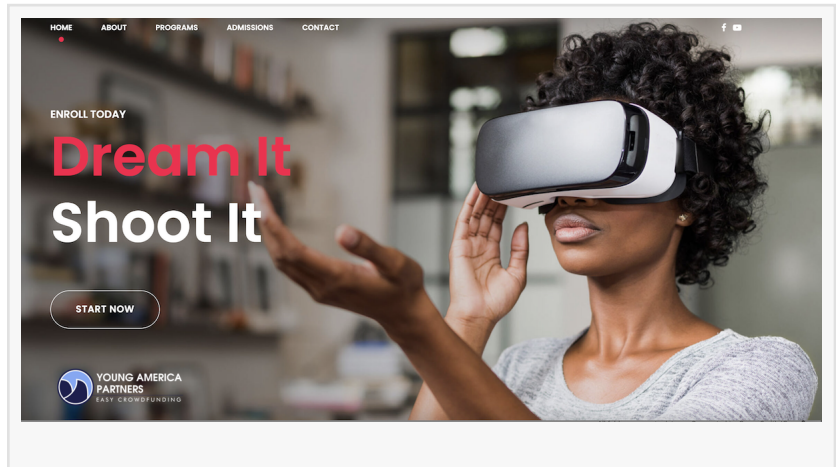 HOME ABOUT PROGRAMS ADMISSIONS CONTACT
ENROLL TODAY
Dream It
Shoot It
START NOW
YOUNG AMERICA
PARTNERS
EASY CROWDFUNDING